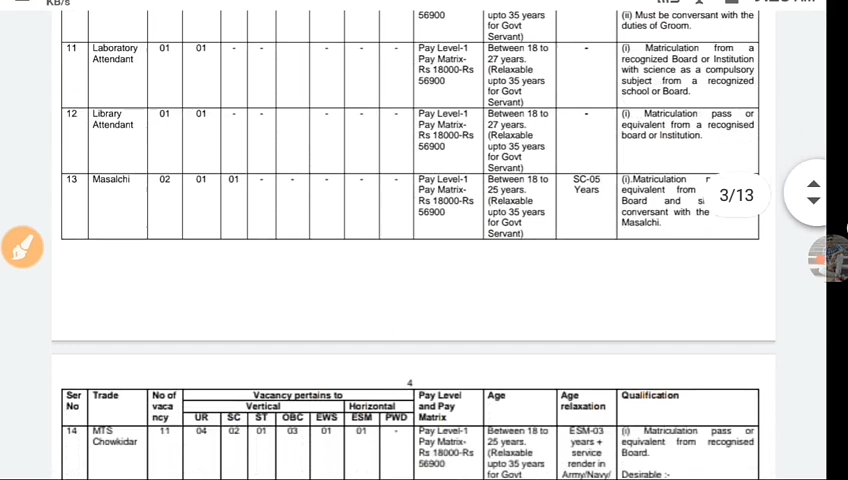 KB/s
56900 upto 35 years for Govt Servant) (ii) Must be conversant with the duties of Groom.
11 Laboratory Attendant 01 01 - - - - - - Pay Level-1 Pay Matrix- Rs 18000-Rs 56900 Between 18 to 27 years. (Relaxable upto 35 years for Govt Servant) - (i) Matriculation from a recognized Board or Institution with science as a compulsory subject from a recognized school or Board.
12 Library Attendant 01 01 - - - - - - Pay Level-1 Pay Matrix- Rs 18000-Rs 56900 Between 18 to 27 years. (Relaxable upto 35 years for Govt Servant) - (i) Matriculation pass or equivalent from a recognised board or Institution.
13 Masalchi 02 01 01 - - - - - Pay Level-1 Pay Matrix- Rs 18000-Rs 56900 Between 18 to 25 years. (Relaxable upto 35 years for Govt Servant) SC-05 Years (i).Matriculation equivalent from Board and conversant with the Masalchi.
3/13
4
Ser No Trade No of vaca ncy Vacancy pertains to Pay Level and Pay Matrix Age Age relaxation Qualification
Vertical Horizontal
UR SC ST OBC EWS ESM PWD
14 MTS Chowkidar 11 04 02 01 03 01 01 - Pay Level-1 Pay Matrix- Rs 18000-Rs 56900 Between 18 to 25 years. (Relaxable upto 35 years for Govt ESM-03 years + service render in Army/Navy/ (i) Matriculation pass or equivalent from recognised Board. Desirable :-